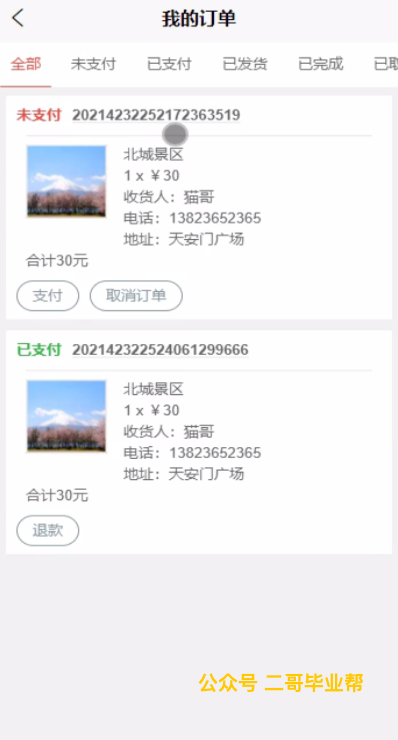 我的订单
全部 未支付 已支付 已发货 已完成 已取
未支付 20214232252172363519
北城景区
1 x ￥30
收货人：猫哥
电话：13823652365
地址：天安门广场
合计30元
支付 取消订单
已支付 202142322524061299666
北城景区
1 x ￥30
收货人：猫哥
电话：13823652365
地址：天安门广场
合计30元
退款
公众号 二哥毕业帮